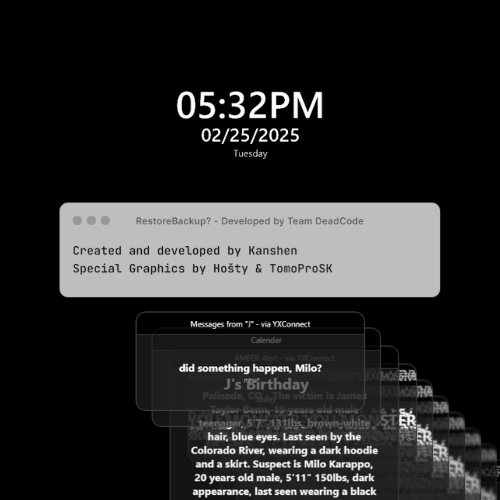 05:32PM
02/25/2025
Tuesday
RestoreBackup? - Developed by Team DeadCode
Created and developed by Kanshen
Special Graphics by Hošty & TomoProSK
Messages from "J" - via YXConnect
Calendar
AMBER Alert - via YXConnect
did something happen, Milo?
J's Birthday
Palisade, CO - The victim is James
Taylor 19 years old male
teenager, 5'7" 131lbs, brown-white
hair, blue eyes. Last seen by the
Colorado River, wearing a dark hoodie
and a skirt. Suspect is Milo Karappo,
20 years old male, 5'11" 150lbs, dark
appearance, last seen wearing a black